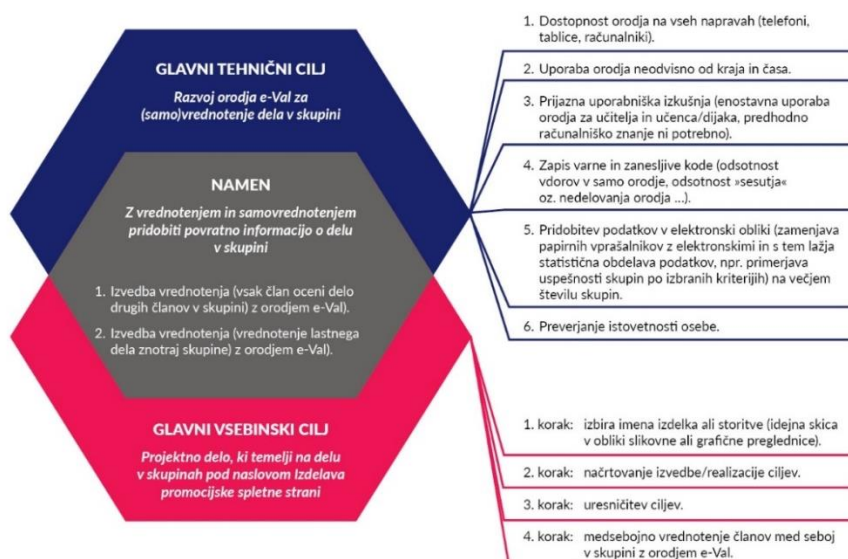 GLAVNI TEHNIČNI CILJ
Razvoj orodja e-Val za
(samo)vrednotenje dela v skupini
NAMEN
Z vrednotenjem in samovrednotenjem
pridobiti povratno informacijo o delu
v skupini
1. Izvedba vrednotenja (vsak član oceni delo
drugih članov v skupini) z orodjem e-Val).
2. Izvedba vrednotenja (vrednotenje lastnega
dela znotraj skupine) z orodjem e-Val).
GLAVNI VSEBINSKI CILJ
Projektno delo, ki temelji na delu
v skupinah pod naslovom Izdelava
promocijske spletne strani
1. Dostopnost orodja na vseh napravah (telefoni,
tablice, računalniki).
2. Uporaba orodja neodvisno od kraja in časa.
3. Prijazna uporabniška izkušnja (enostavna uporaba
orodja za učitelja in učenca/dijaka, predhodno
računalniško znanje ni potrebno).
4. Zapis varne in zanesljive kode (odsotnost
vdorov v samo orodje, odsotnost »sesutja«
oz. nedelovanja orodja ...).
5. Pridobitev podatkov v elektronski obliki (zamenjava
papirnih vprašalnikov z elektronskimi in s tem lažja
statistična obdelava podatkov, npr. primerjava
uspešnosti skupin po izbranih kriterijih) na večjem
številu skupin.
6. Preverjanje istovetnosti osebe.
1. korak: izbira imena izdelka ali storitve (idejna skica
v obliki slikovne ali grafične preglednice).
2. korak: načrtovanje izvedbe/realizacije ciljev.
3. korak: uresničitev ciljev.
4. korak: medsebojno vrednotenje članov med seboj
v skupini z orodjem e-Val.